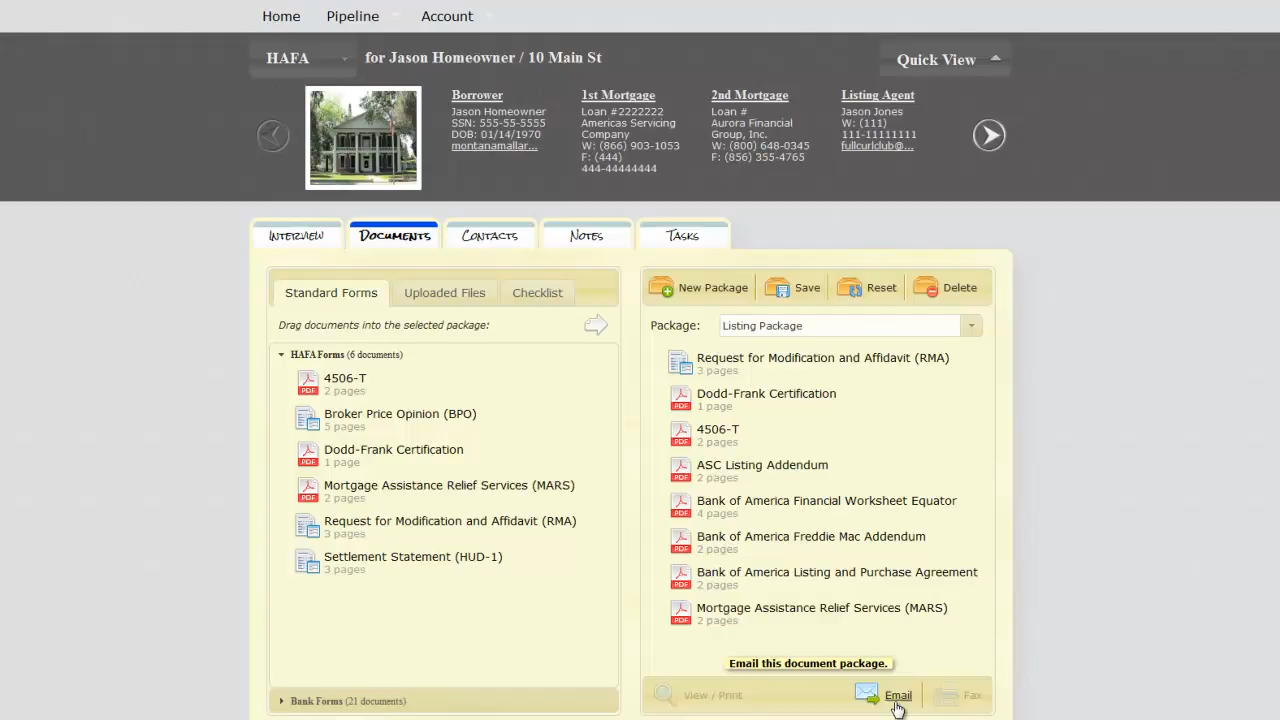 Home Pipeline Account
HAFA for Jason Homeowner / 10 Main St Quick View
Borrower
Jason Homeowner
SSN: 555-55-5555
DOB: 01/14/1970
montanamallar...
1st Mortgage
Loan #2222222
Americas Servicing
Company
W: (866) 903-1053
F: (444)
444-44444444
2nd Mortgage
Loan #
Aurora Financial
Group, Inc.
W: (800) 648-0345
F: (856) 355-4765
Listing Agent
Jason Jones
W: (111)
111-11111111
fullcurlclub@...
Interview Documents Contacts Notes Tasks
Standard Forms Uploaded Files Checklist
Drag documents into the selected package:
HAFA Forms (6 documents)
4506-T
2 pages
Broker Price Opinion (BPO)
5 pages
Dodd-Frank Certification
1 page
Mortgage Assistance Relief Services (MARS)
2 pages
Request for Modification and Affidavit (RMA)
3 pages
Settlement Statement (HUD-1)
3 pages
Bank Forms (21 documents)
New Package Save Reset Delete
Package: Listing Package
Request for Modification and Affidavit (RMA)
3 pages
Dodd-Frank Certification
1 page
4506-T
2 pages
ASC Listing Addendum
2 pages
Bank of America Financial Worksheet Equator
4 pages
Bank of America Freddie Mac Addendum
2 pages
Bank of America Listing and Purchase Agreement
2 pages
Mortgage Assistance Relief Services (MARS)
2 pages
Email this document package.
View / Print Email Fax